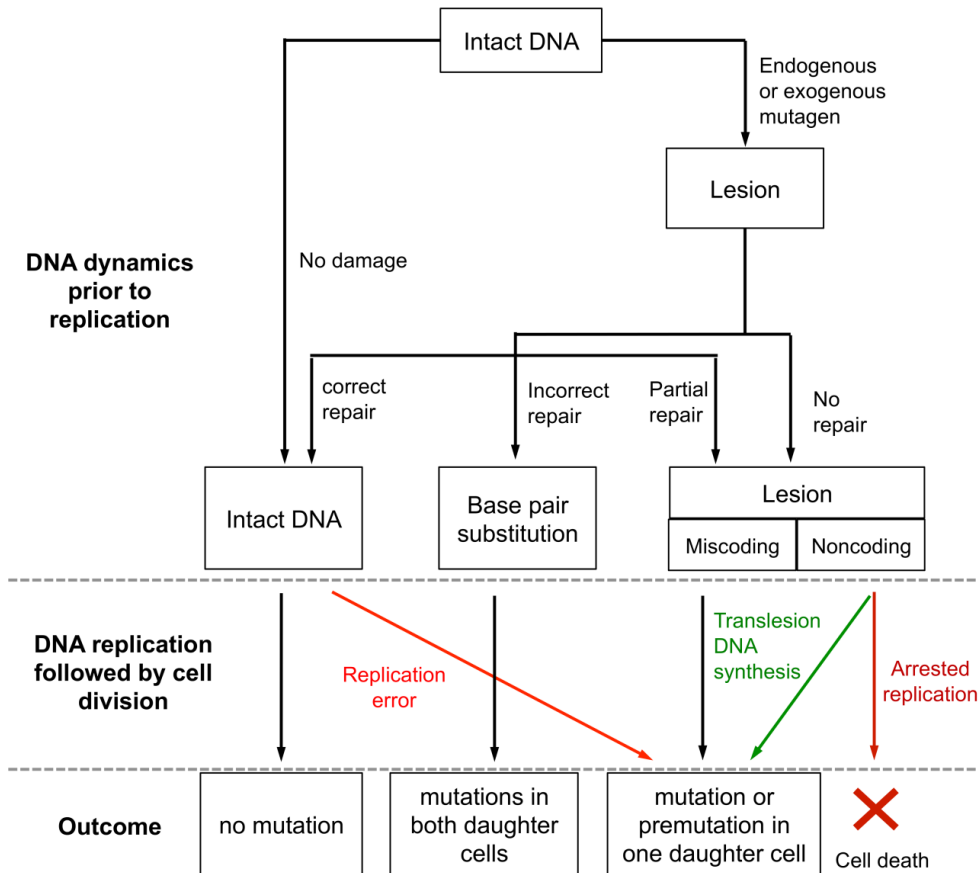 Intact DNA
Endogenous
or exogenous
mutagen
Lesion
DNA dynamics
prior to
replication
No damage
correct
repair
Incorrect
repair
Partial
repair
No
repair
Intact DNA
Base pair
substitution
Lesion
Miscoding
Noncoding
DNA replication
followed by cell
division
Replication
error
Translesion
DNA
synthesis
Arrested
replication
Outcome
no mutation
mutations in
both daughter
cells
mutation or
premutation in
one daughter cell
Cell death